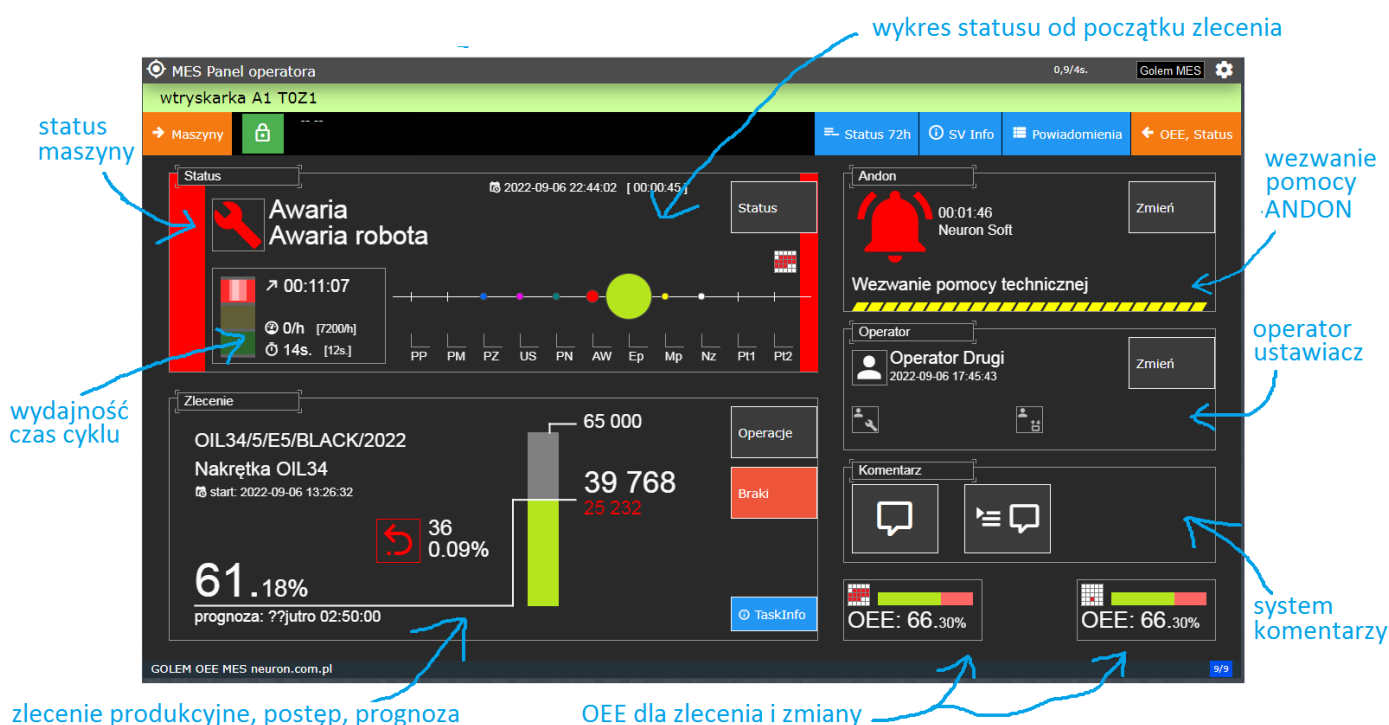 wykres statusu od początku zlecenia
MES Panel operatora
0,9/4s.
Golem MES
wtryskarka A1 T0Z1
Maszyny
-- --
Status 72h
SV Info
Powiadomienia
OEE, Status
status
maszyny
wezwanie
pomocy
ANDON
Status
2022-09-06 22:44:02 [ 00:00:45 ]
Status
Awaria
Awaria robota
00:11:07
0/h [7200/h]
14s. [12s.]
PP PM PZ US PN AW Ep Mp Nz Pt1 Pt2
Andon
00:01:46
Neuron Soft
Zmień
Wezwanie pomocy technicznej
Operator
Operator Drugi
2022-09-06 17:45:43
Zmień
operator
ustawiacz
wydajność
czas cyklu
Zlecenie
OIL34/5/E5/BLACK/2022
Nakrętka OIL34
start: 2022-09-06 13:26:32
65 000
39 768
25 232
36
0.09%
61.18%
prognoza: ??jutro 02:50:00
Operacje
Braki
TaskInfo
Komentarz
OEE: 66.30%
OEE: 66.30%
system
komentarzy
GOLEM OEE MES neuron.com.pl
9/9
zlecenie produkcyjne, postęp, prognoza
OEE dla zlecenia i zmiany